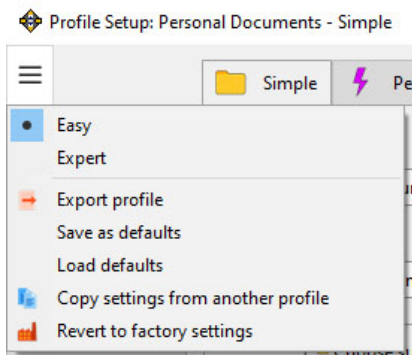 Profile Setup: Personal Documents - Simple
Simple
Easy
Expert
Export profile
Save as defaults
Load defaults
Copy settings from another profile
Revert to factory settings